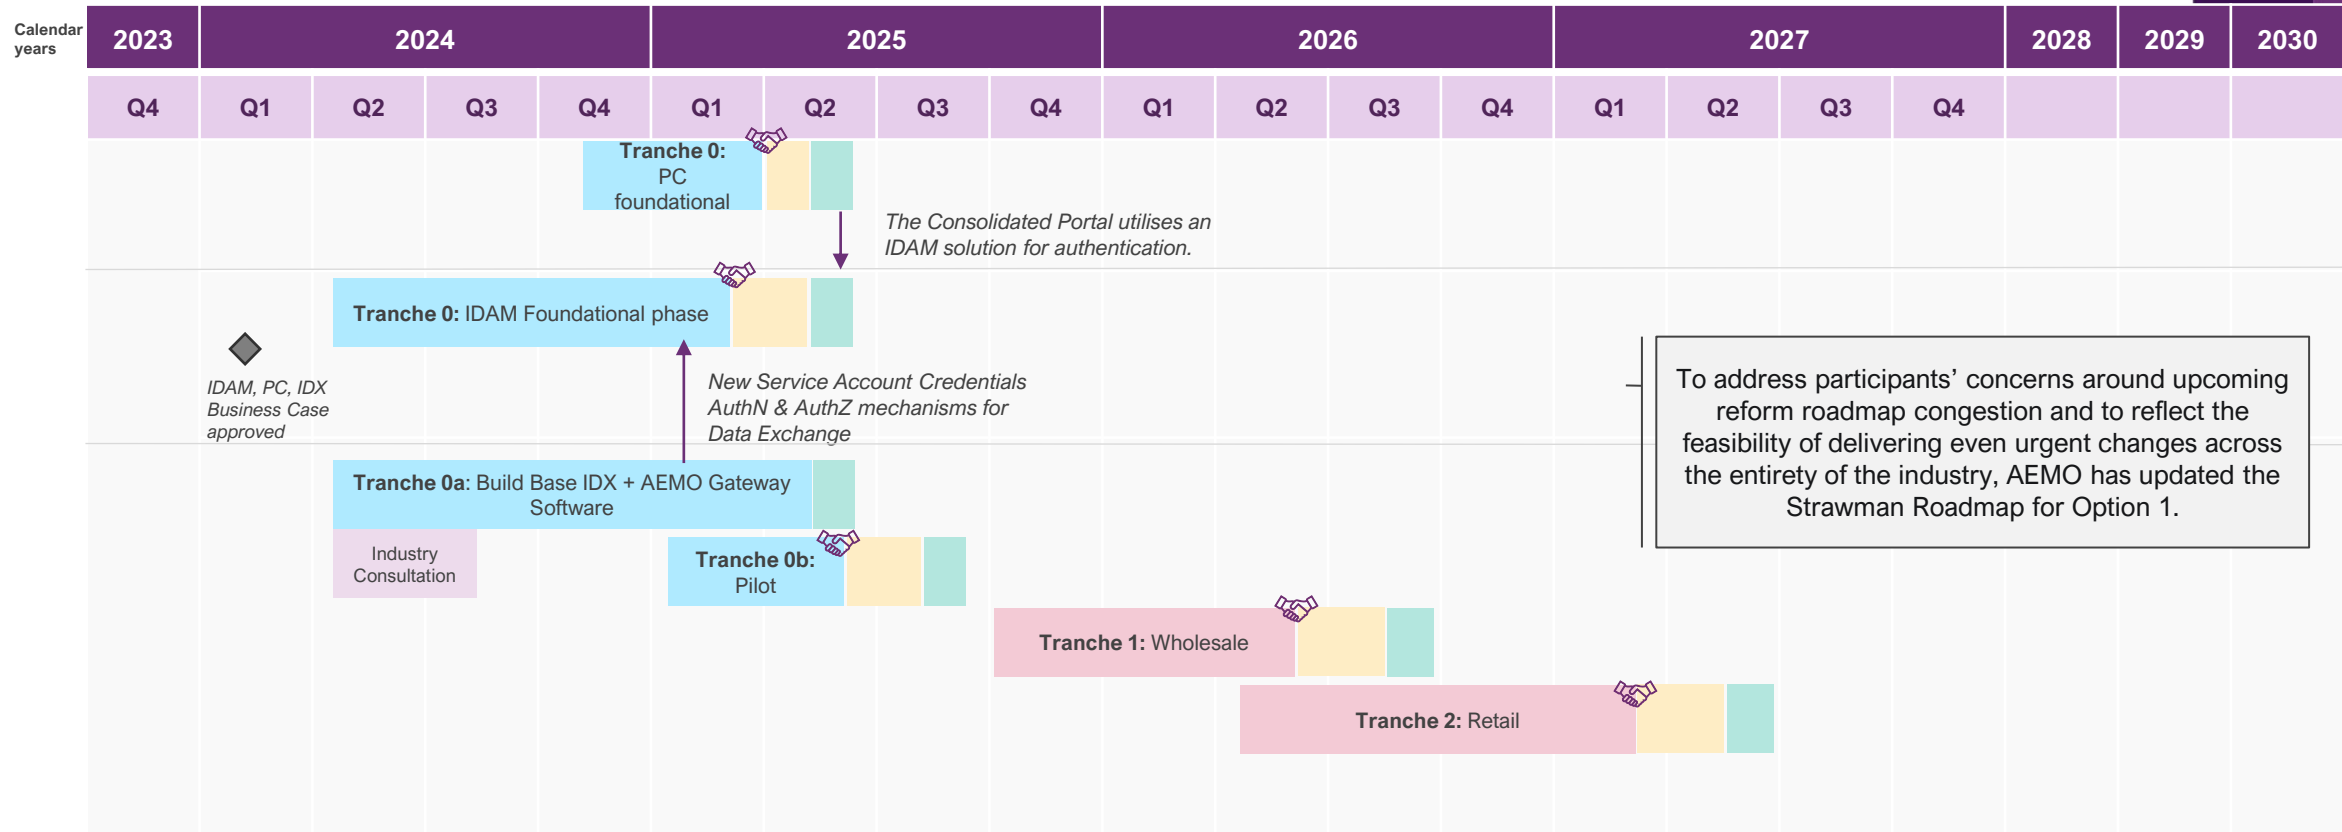 Calendar
years
2023
2024
2025
2026
2027
2028
2029
2030
Q4
Q1
Q2
Q3
Q4
Q1
Q2
Q3
Q4
Q1
Q2
Q3
Q4
Q1
Q2
Q3
Q4
Tranche 0:
PC
foundational
The Consolidated Portal utilises an
IDAM solution for authentication.
Tranche 0: IDAM Foundational phase
IDAM, PC, IDX
Business Case
approved
New Service Account Credentials
AuthN & AuthZ mechanisms for
Data Exchange
To address participants’ concerns around upcoming
reform roadmap congestion and to reflect the
feasibility of delivering even urgent changes across
the entirety of the industry, AEMO has updated the
Strawman Roadmap for Option 1.
Tranche 0a: Build Base IDX + AEMO Gateway
Software
Industry
Consultation
Tranche 0b:
Pilot
Tranche 1: Wholesale
Tranche 2: Retail